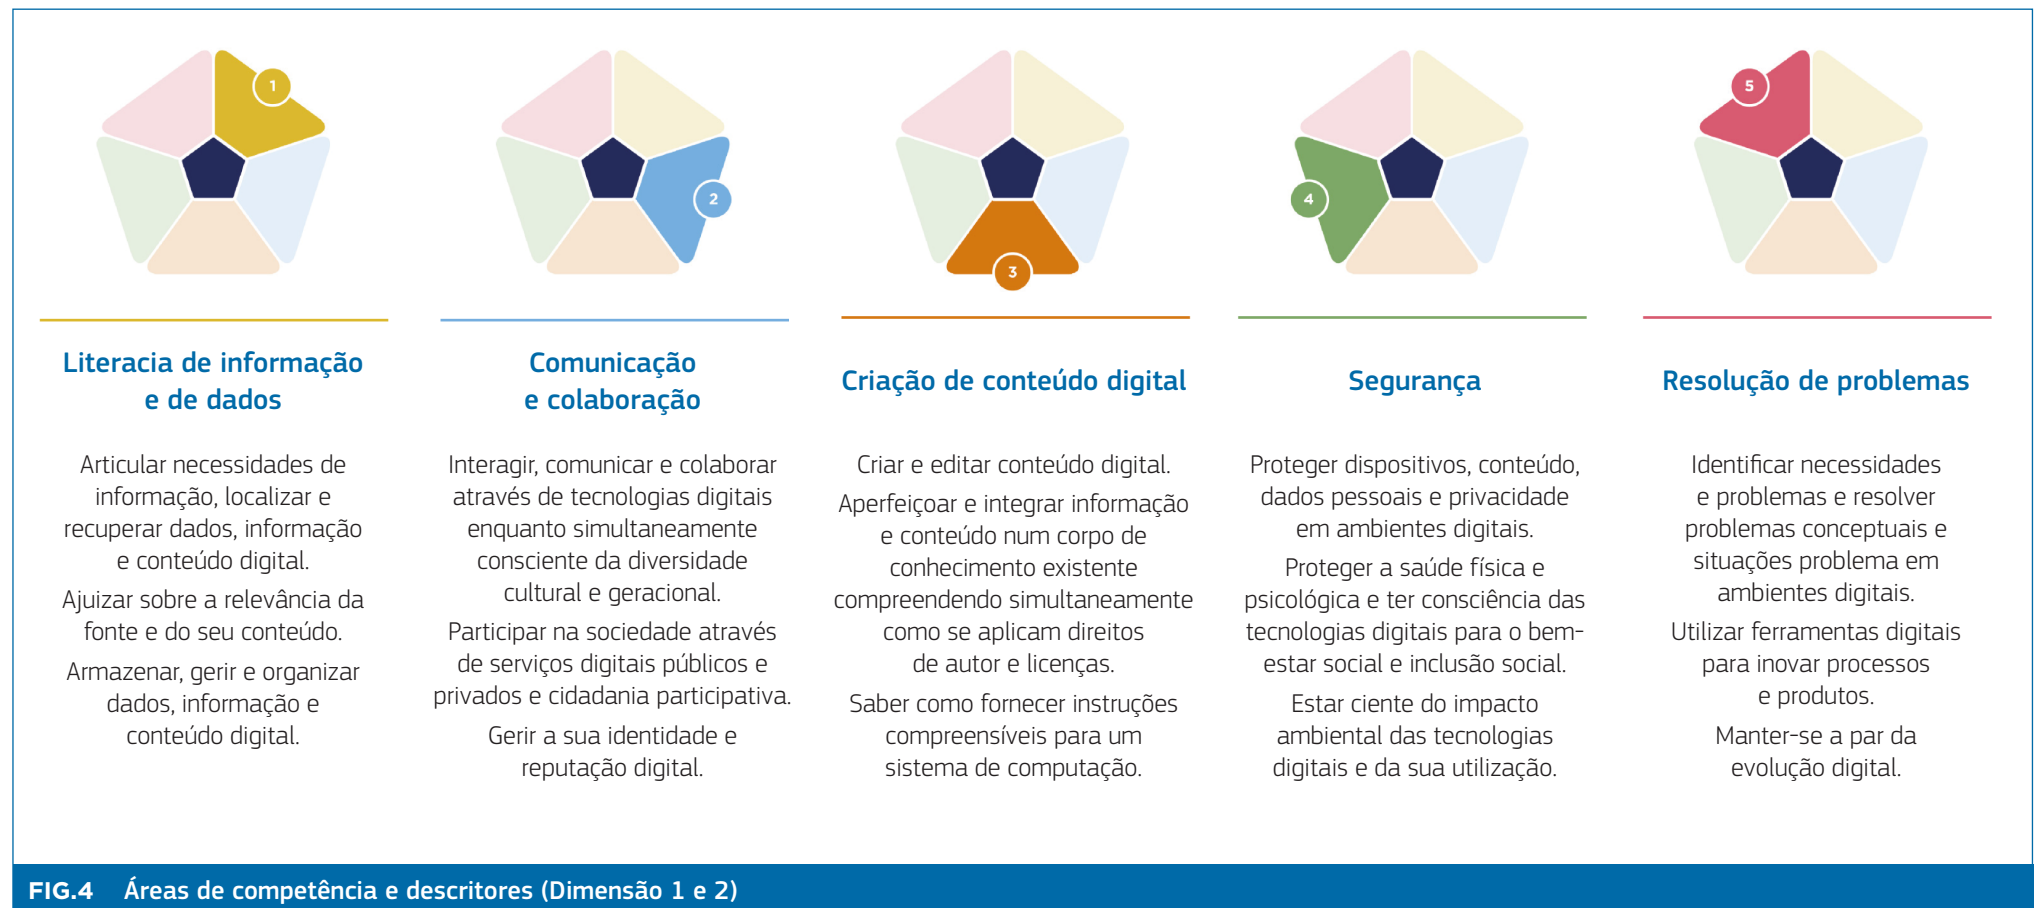 1
Literacia de informação
e de dados
Articular necessidades de
informação, localizar e
recuperar dados, informação
e conteúdo digital.
Ajuizar sobre a relevância da
fonte e do seu conteúdo.
Armazenar, gerir e organizar
dados, informação e
conteúdo digital.
2
Comunicação
e colaboração
Interagir, comunicar e colaborar
através de tecnologias digitais
enquanto simultaneamente
consciente da diversidade
cultural e geracional.
Participar na sociedade através
de serviços digitais públicos e
privados e cidadania participativa.
Gerir a sua identidade e
reputação digital.
3
Criação de conteúdo digital
Criar e editar conteúdo digital.
Aperfeiçoar e integrar informação
e conteúdo num corpo de
conhecimento existente
compreendendo simultaneamente
como se aplicam direitos
de autor e licenças.
Saber como fornecer instruções
compreensíveis para um
sistema de computação.
4
Segurança
Proteger dispositivos, conteúdo,
dados pessoais e privacidade
em ambientes digitais.
Proteger a saúde física e
psicológica e ter consciência das
tecnologias digitais para o bem-
estar social e inclusão social.
Estar ciente do impacto
ambiental das tecnologias
digitais e da sua utilização.
5
Resolução de problemas
Identificar necessidades
e problemas e resolver
problemas conceptuais e
situações problema em
ambientes digitais.
Utilizar ferramentas digitais
para inovar processos
e produtos.
Manter-se a par da
evolução digital.
FIG.4 Áreas de competência e descritores (Dimensão 1 e 2)